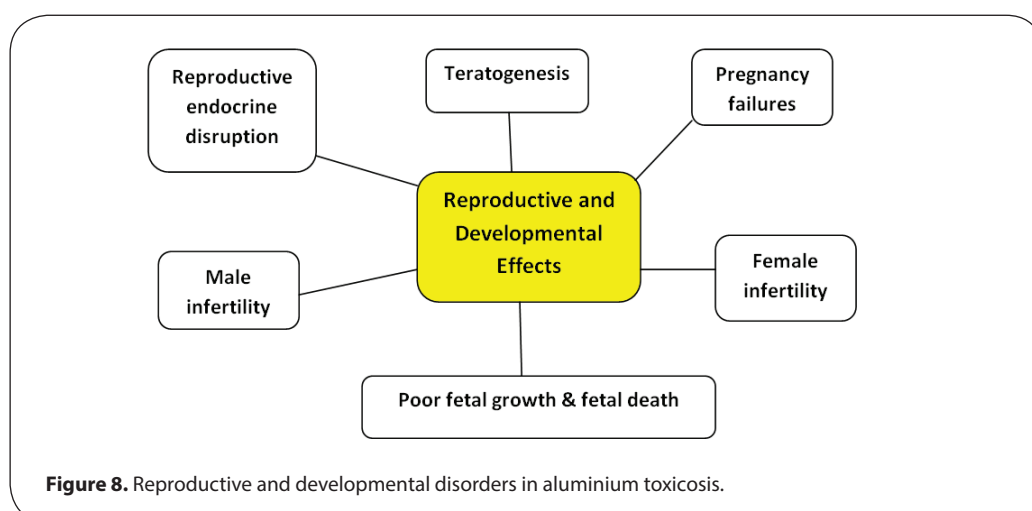 Reproductive
endocrine
disruption
Teratogenesis
Pregnancy
failures
Reproductive and
Developmental
Effects
Male
infertility
Female
infertility
Poor fetal growth & fetal death
Figure 8. Reproductive and developmental disorders in aluminium toxicosis.